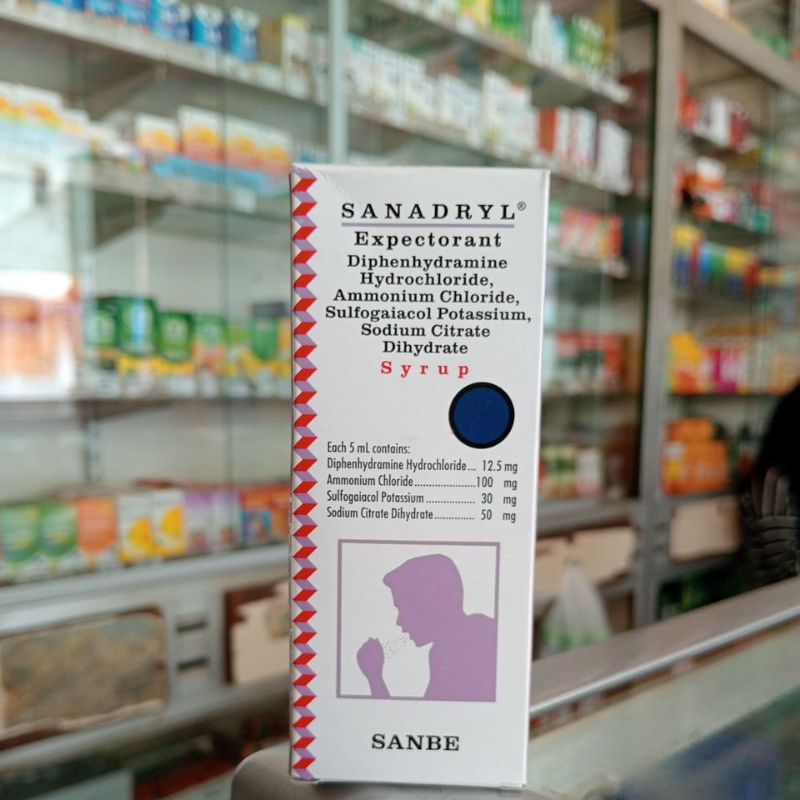 SANADRYL®
Expectorant
Diphenhydramine
Hydrochloride,
Ammonium Chloride,
Sulfogaiacol Potassium,
Sodium Citrate
Dihydrate
Syrup
Each 5 mL contains:
Diphenhydramine Hydrochloride... 12.5 mg
Ammonium Chloride......................100 mg
Sulfogaiacol Potassium ................. 30 mg
Sodium Citrate Dihydrate.............. 50 mg
SANBE